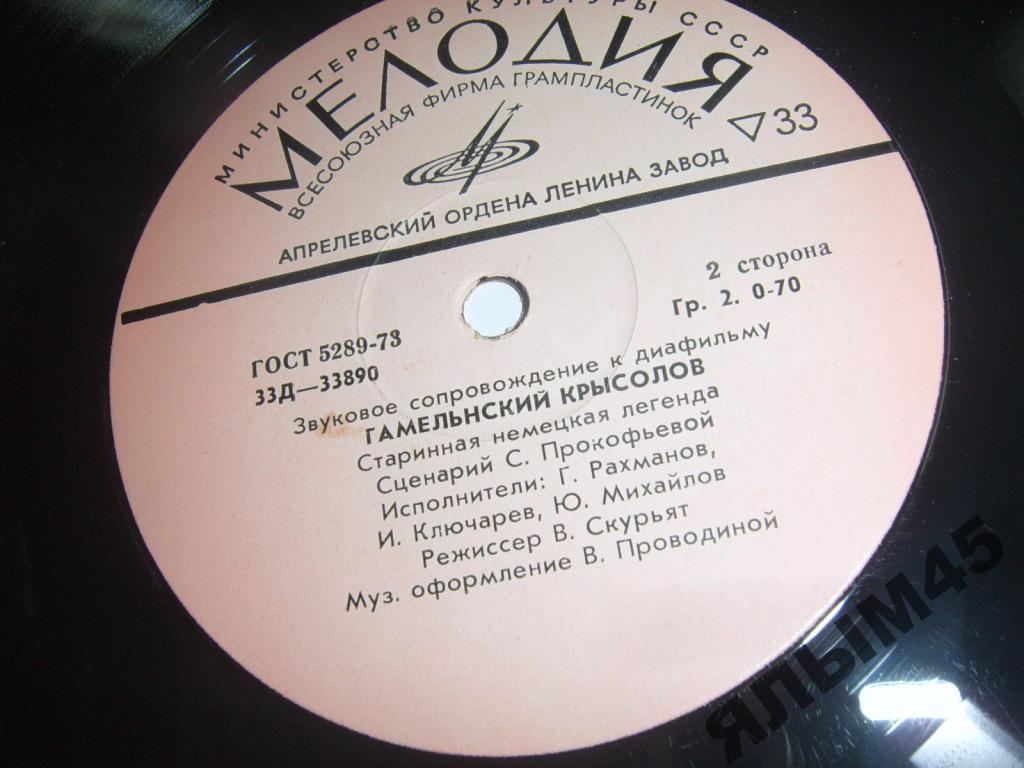 МИНИСТЕРСТВО КУЛЬТУРЫ СССР
МЕЛОДИЯ
ВСЕСОЮЗНАЯ ФИРМА ГРАМПЛАСТИНОК
33
АПРЕЛЕВСКИЙ ОРДЕНА ЛЕНИНА ЗАВОД
2 сторона
ГОСТ 5289-73
Гр. 2. 0-70
33Д—33890
Звуковое сопровождение к диафильму
ГАМЕЛЬНСКИЙ КРЫСОЛОВ
Старинная немецкая легенда
Сценарий С. Прокофьевой
Исполнители: Г. Рахманов,
И. Ключарев, Ю. Михайлов
Режиссер В. Скурьят
Муз. оформление В. Проводиной
ЯЛЫМ45